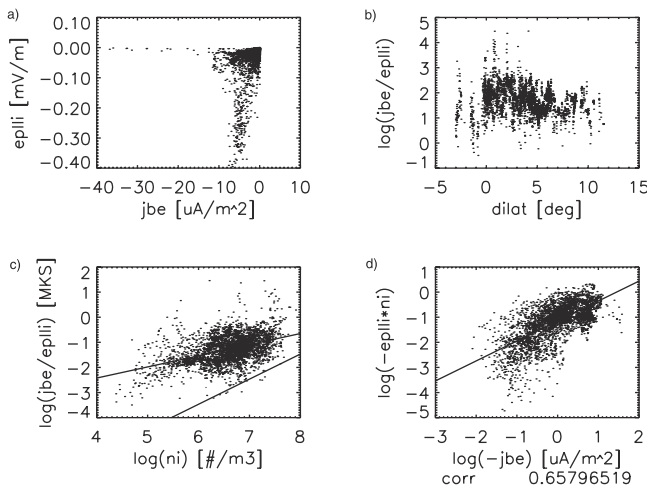 a)
0.10
0.00
−0.10
−0.20
−0.30
−0.40
eplli [mV/m]
−40 −30 −20 −10 0 10
jbe [uA/m^2]
b)
5
4
3
2
1
0
−1
log(jbe/eplli)
−5 0 5 10 15
dilat [deg]
c)
2
1
0
−1
−2
−3
−4
log(jbe/eplli) [MKS]
4 5 6 7 8
log(ni) [#/m3]
d)
1
0
−1
−2
−3
−4
−5
log(−eplli*ni)
−3 −2 −1 0 1 2
log(−jbe) [uA/m^2]
corr 0.65796519